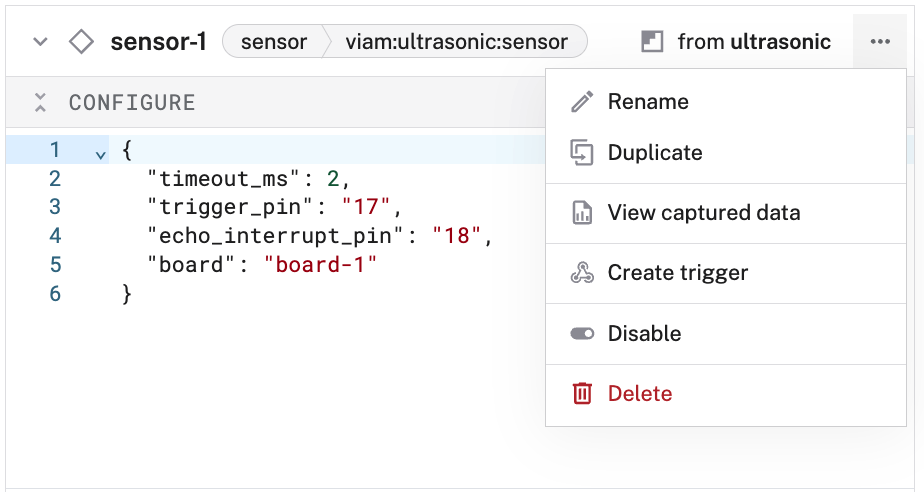 sensor-1 sensor viam:ultrasonic:sensor from ultrasonic ...
CONFIGURE
1 {
2 "timeout_ms": 2,
3 "trigger_pin": "17",
4 "echo_interrupt_pin": "18",
5 "board": "board-1"
6 }
Rename
Duplicate
View captured data
Create trigger
Disable
Delete